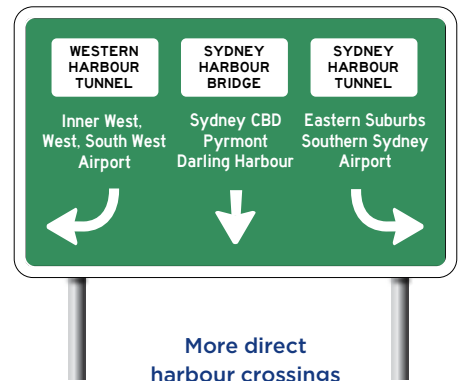 WESTERN
HARBOUR
TUNNEL
Inner West,
West, South West
Airport
SYDNEY
HARBOUR
BRIDGE
Sydney CBD
Pyrmont
Darling Harbour
SYDNEY
HARBOUR
TUNNEL
Eastern Suburbs
Southern Sydney
Airport
More direct
harbour crossings